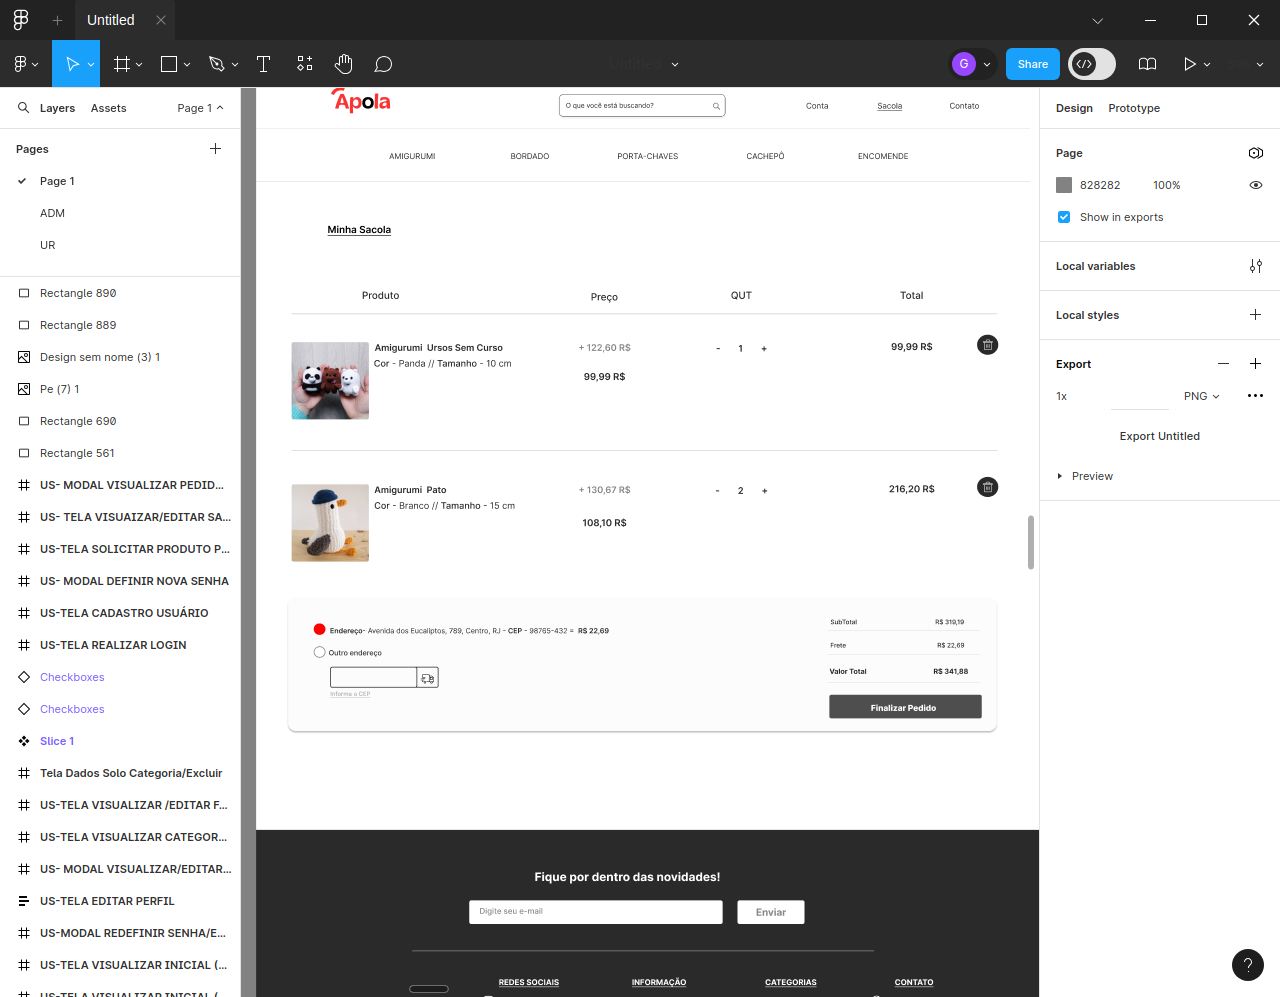 Untitled
G
Share
Layers
Assets
Page 1
Pages
Page 1
ADM
UR
Rectangle 890
Rectangle 889
Design sem nome (3) 1
Pe (7) 1
Rectangle 690
Rectangle 561
US- MODAL VISUALIZAR PEDID...
US- TELA VISUAIZAR/EDITAR SA...
US-TELA SOLICITAR PRODUTO P...
US- MODAL DEFINIR NOVA SENHA
US-TELA CADASTRO USUÁRIO
US-TELA REALIZAR LOGIN
Checkboxes
Checkboxes
Slice 1
Tela Dados Solo Categoria/Excluir
US-TELA VISUALIZAR /EDITAR F...
US-TELA VISUALIZAR CATEGOR...
US- MODAL VISUALIZAR/EDITAR...
US-TELA EDITAR PERFIL
US-MODAL REDEFINIR SENHA/E...
US-TELA VISUALIZAR INICIAL (...
US-TELA VISUALIZAR INICIAL (
Apola
O que você está buscando?
Conta
Sacola
Contato
AMIGURUMI
BORDADO
PORTA-CHAVES
CACHEPÔ
ENCOMENDE
Minha Sacola
Produto
Preço
QUT
Total
Amigurumi Ursos Sem Curso
+ 122,60 R$
- 1 +
99,99 R$
Cor - Panda // Tamanho - 10 cm
99,99 R$
Amigurumi Pato
+ 130,67 R$
- 2 +
216,20 R$
Cor - Branco // Tamanho - 15 cm
108,10 R$
Endereço- Avenida dos Eucaliptos, 789, Centro, RJ - CEP - 98765-432 = R$ 22,69
Outro endereço
Informe o CEP
SubTotal R$ 319,19
Frete R$ 22,69
Valor Total R$ 341,88
Finalizar Pedido
Fique por dentro das novidades!
Digite seu e-mail
Enviar
REDES SOCIAIS
INFORMAÇÃO
CATEGORIAS
CONTATO
Design
Prototype
Page
828282
100%
Show in exports
Local variables
Local styles
Export
1x
PNG
Export Untitled
Preview
?